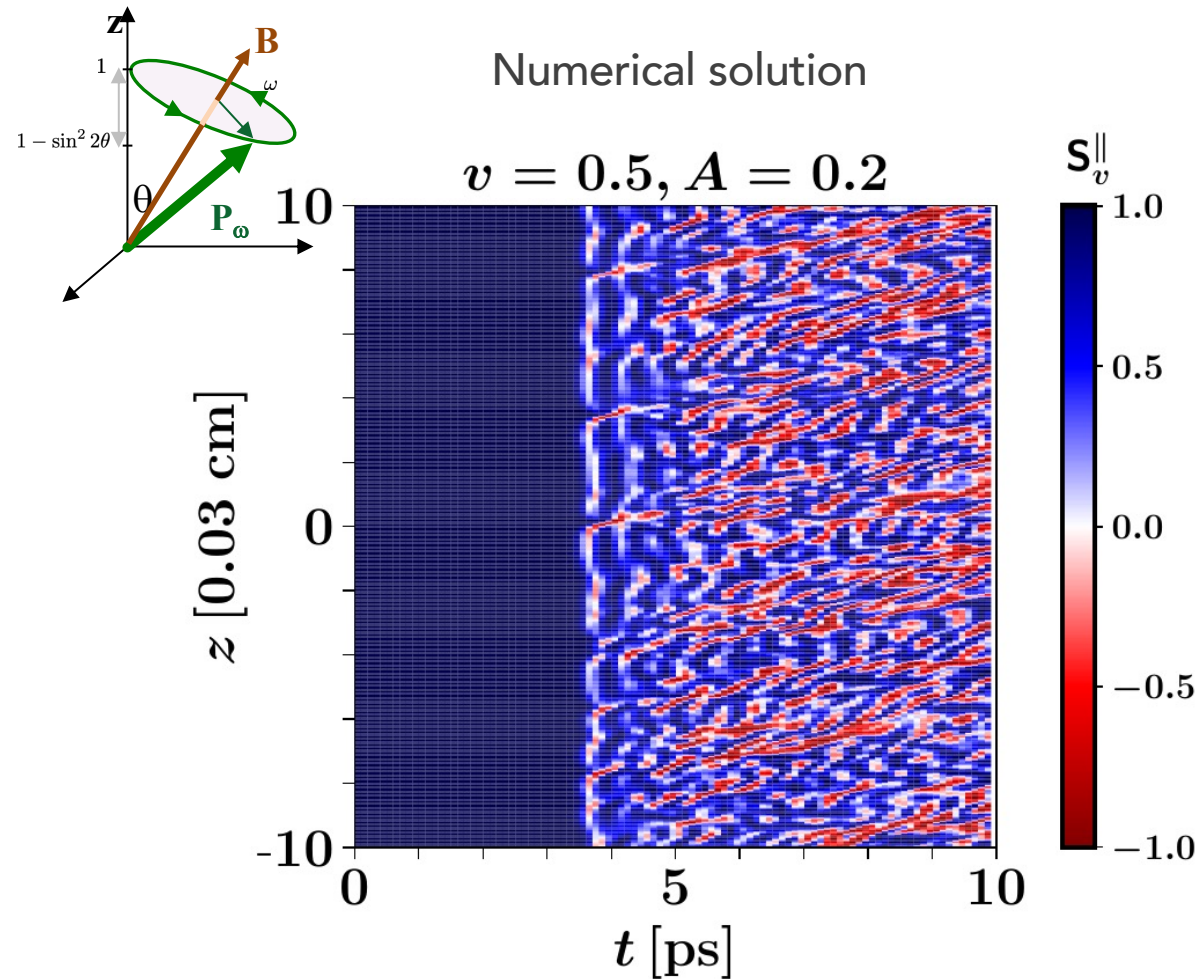 z
B
1
ω
1 − sin² 2θ
θ
P_ω
Numerical solution
v = 0.5, A = 0.2
S_v^∥
10
0
-10
z [0.03 cm]
0
5
10
t [ps]
1.0
0.5
0.0
−0.5
−1.0